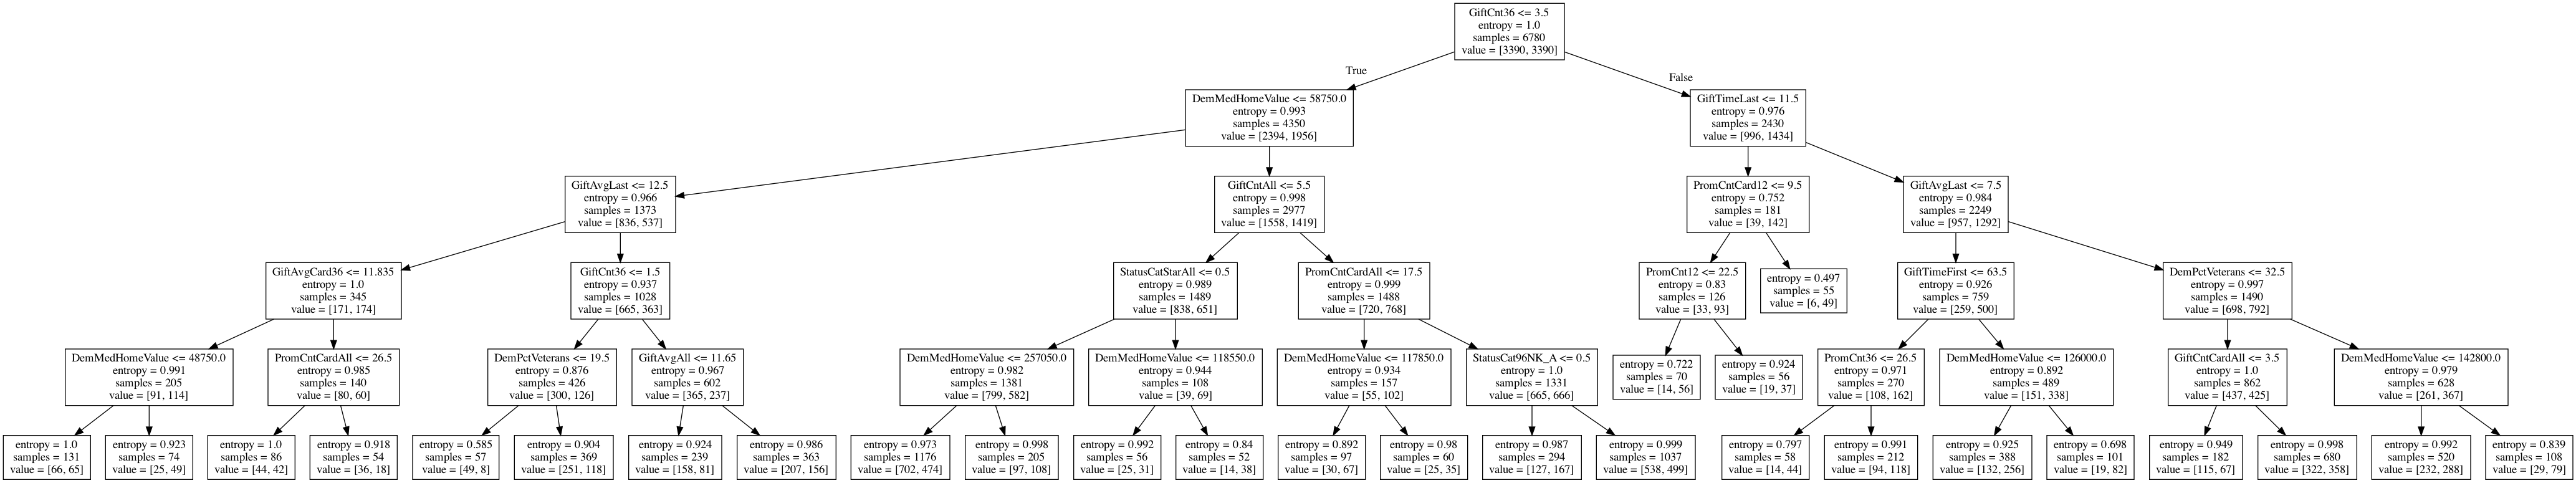 GiftCnt36 <= 3.5
entropy = 1.0
samples = 6780
value = [3390, 3390]
True
False
DemMedHomeValue <= 58750.0
entropy = 0.993
samples = 4350
value = [2394, 1956]
GiftTimeLast <= 11.5
entropy = 0.976
samples = 2430
value = [996, 1434]
GiftAvgLast <= 12.5
entropy = 0.966
samples = 1373
value = [836, 537]
GiftCntAll <= 5.5
entropy = 0.998
samples = 2977
value = [1558, 1419]
PromCntCard12 <= 9.5
entropy = 0.752
samples = 181
value = [39, 142]
GiftAvgLast <= 7.5
entropy = 0.984
samples = 2249
value = [957, 1292]
GiftAvgCard36 <= 11.835
entropy = 1.0
samples = 345
value = [171, 174]
GiftCnt36 <= 1.5
entropy = 0.937
samples = 1028
value = [665, 363]
StatusCatStarAll <= 0.5
entropy = 0.989
samples = 1489
value = [838, 651]
PromCntCardAll <= 17.5
entropy = 0.999
samples = 1488
value = [720, 768]
PromCnt12 <= 22.5
entropy = 0.83
samples = 126
value = [33, 93]
entropy = 0.497
samples = 55
value = [6, 49]
GiftTimeFirst <= 63.5
entropy = 0.926
samples = 759
value = [259, 500]
DemPctVeterans <= 32.5
entropy = 0.997
samples = 1490
value = [698, 792]
DemMedHomeValue <= 48750.0
entropy = 0.991
samples = 205
value = [91, 114]
PromCntCardAll <= 26.5
entropy = 0.985
samples = 140
value = [80, 60]
DemPctVeterans <= 19.5
entropy = 0.876
samples = 426
value = [300, 126]
GiftAvgAll <= 11.65
entropy = 0.967
samples = 602
value = [365, 237]
DemMedHomeValue <= 257050.0
entropy = 0.982
samples = 1381
value = [799, 582]
DemMedHomeValue <= 118550.0
entropy = 0.944
samples = 108
value = [39, 69]
DemMedHomeValue <= 117850.0
entropy = 0.934
samples = 157
value = [55, 102]
StatusCat96NK_A <= 0.5
entropy = 1.0
samples = 1331
value = [665, 666]
entropy = 0.722
samples = 70
value = [14, 56]
entropy = 0.924
samples = 56
value = [19, 37]
PromCnt36 <= 26.5
entropy = 0.971
samples = 270
value = [108, 162]
DemMedHomeValue <= 126000.0
entropy = 0.892
samples = 489
value = [151, 338]
GiftCntCardAll <= 3.5
entropy = 1.0
samples = 862
value = [437, 425]
DemMedHomeValue <= 142800.0
entropy = 0.979
samples = 628
value = [261, 367]
entropy = 1.0
samples = 131
value = [66, 65]
entropy = 0.923
samples = 74
value = [25, 49]
entropy = 1.0
samples = 86
value = [44, 42]
entropy = 0.918
samples = 54
value = [36, 18]
entropy = 0.585
samples = 57
value = [49, 8]
entropy = 0.904
samples = 369
value = [251, 118]
entropy = 0.924
samples = 239
value = [158, 81]
entropy = 0.986
samples = 363
value = [207, 156]
entropy = 0.973
samples = 1176
value = [702, 474]
entropy = 0.998
samples = 205
value = [97, 108]
entropy = 0.992
samples = 56
value = [25, 31]
entropy = 0.84
samples = 52
value = [14, 38]
entropy = 0.892
samples = 97
value = [30, 67]
entropy = 0.98
samples = 60
value = [25, 35]
entropy = 0.987
samples = 294
value = [127, 167]
entropy = 0.999
samples = 1037
value = [538, 499]
entropy = 0.797
samples = 58
value = [14, 44]
entropy = 0.991
samples = 212
value = [94, 118]
entropy = 0.925
samples = 388
value = [132, 256]
entropy = 0.698
samples = 101
value = [19, 82]
entropy = 0.949
samples = 182
value = [115, 67]
entropy = 0.998
samples = 680
value = [322, 358]
entropy = 0.992
samples = 520
value = [232, 288]
entropy = 0.839
samples = 108
value = [29, 79]